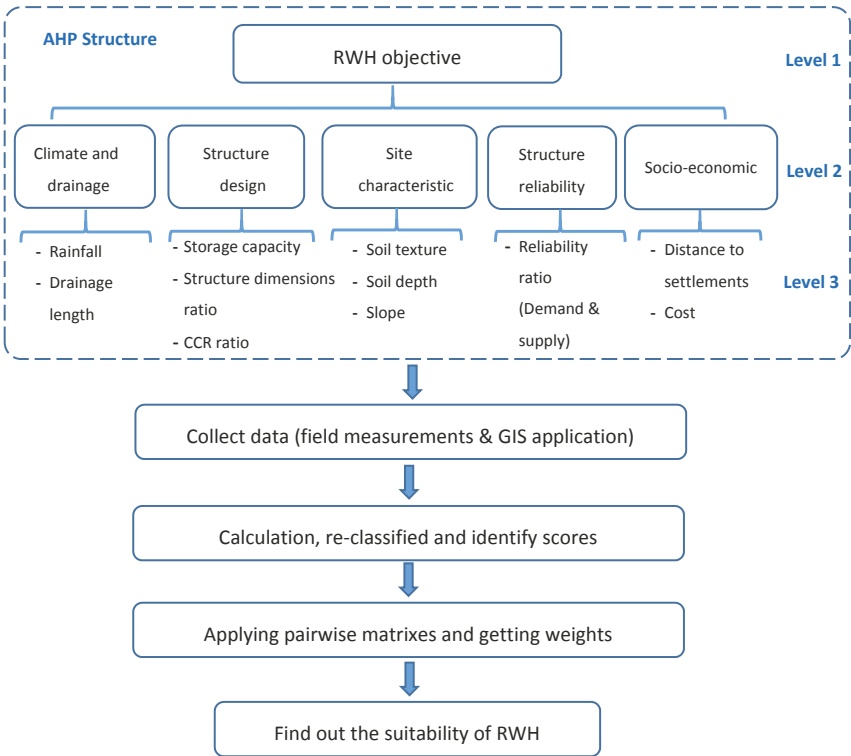 AHP Structure
RWH objective
Level 1
Climate and
drainage
Structure
design
Site
characteristic
Structure
reliability
Socio-economic
Level 2
- Rainfall
- Drainage
length
- Storage capacity
- Structure dimensions
ratio
- CCR ratio
- Soil texture
- Soil depth
- Slope
- Reliability
ratio
(Demand &
supply)
- Distance to
settlements
- Cost
Level 3
Collect data (field measurements & GIS application)
Calculation, re-classified and identify scores
Applying pairwise matrixes and getting weights
Find out the suitability of RWH